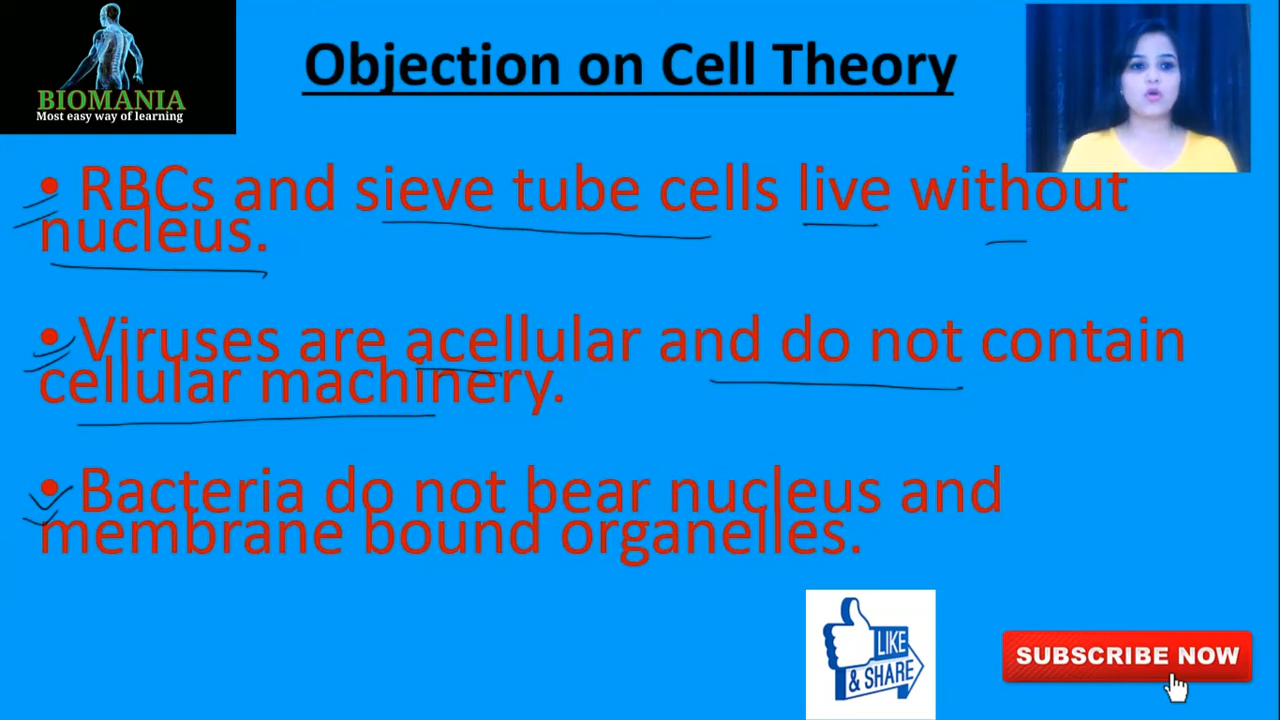 BIOMANIA
Most easy way of learning
Objection on Cell Theory
• RBCs and sieve tube cells live without
nucleus.
• Viruses are acellular and do not contain
cellular machinery.
• Bacteria do not bear nucleus and
membrane bound organelles.
LIKE
& SHARE
SUBSCRIBE NOW